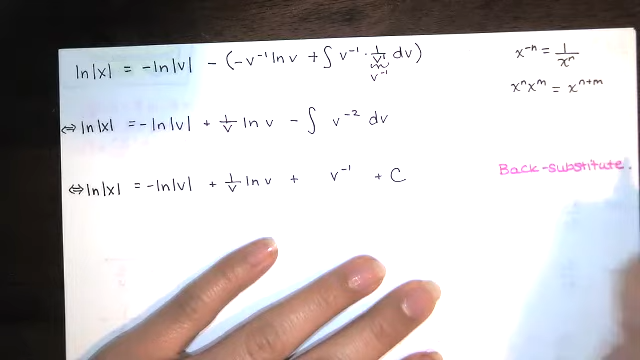 ln|x| = -ln|v| - (-v⁻¹ ln v + ∫ v⁻¹ · 1/v¹ dv)
v⁻¹
⇔ ln|x| = -ln|v| + 1/v ln v - ∫ v⁻² dv
⇔ ln|x| = -ln|v| + 1/v ln v + v⁻¹ + C
x⁻ⁿ = 1/xⁿ
xⁿxᵐ = xⁿ⁺ᵐ
Back-substitute.